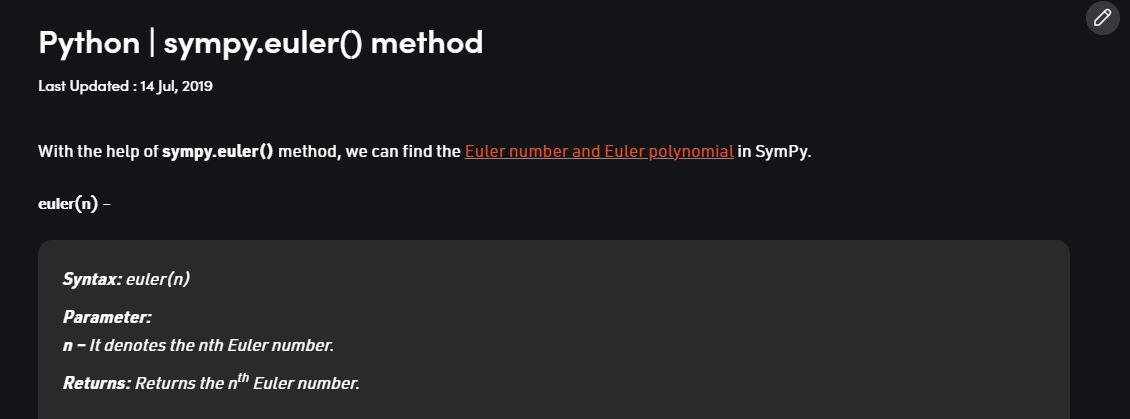 Python | sympy.euler() method
Last Updated : 14 Jul, 2019
With the help of sympy.euler() method, we can find the Euler number and Euler polynomial in SymPy.
euler(n) –
Syntax: euler(n)
Parameter:
n – It denotes the nth Euler number.
Returns: Returns the nth Euler number.